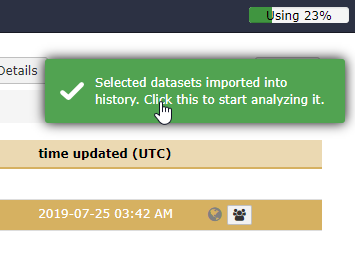 Using 23%
Details
Selected datasets imported into
history. Click this to start analyzing it.
time updated (UTC)
2019-07-25 03:42 AM